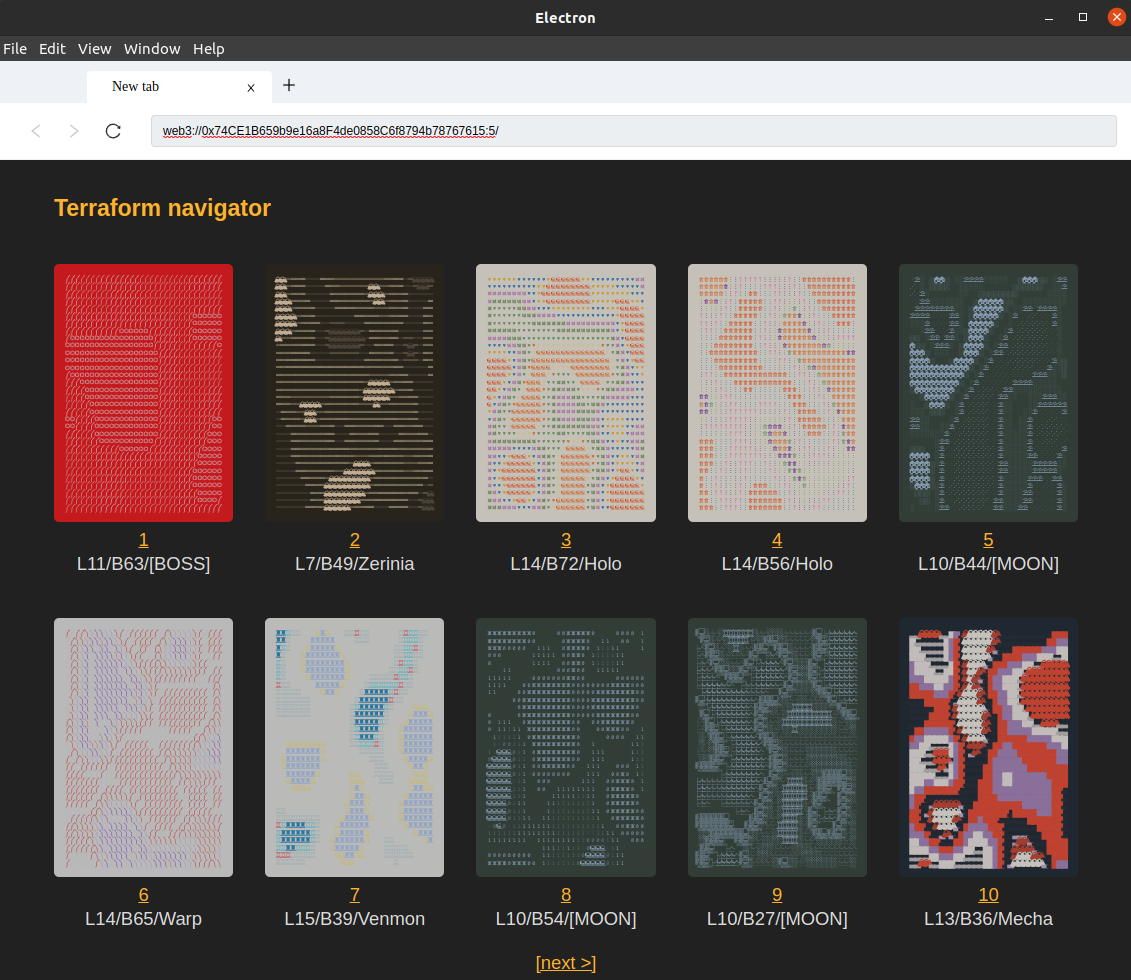 Electron
File Edit View Window Help
New tab x +
web3://0x74CE1B659b9e16a8F4de0858C6f8794b78767615:5/
Terraform navigator
1 2 3 4 5
L11/B63/[BOSS] L7/B49/Zerinia L14/B72/Holo L14/B56/Holo L10/B44/[MOON]
6 7 8 9 10
L14/B65/Warp L15/B39/Venmon L10/B54/[MOON] L10/B27/[MOON] L13/B36/Mecha
[next >]